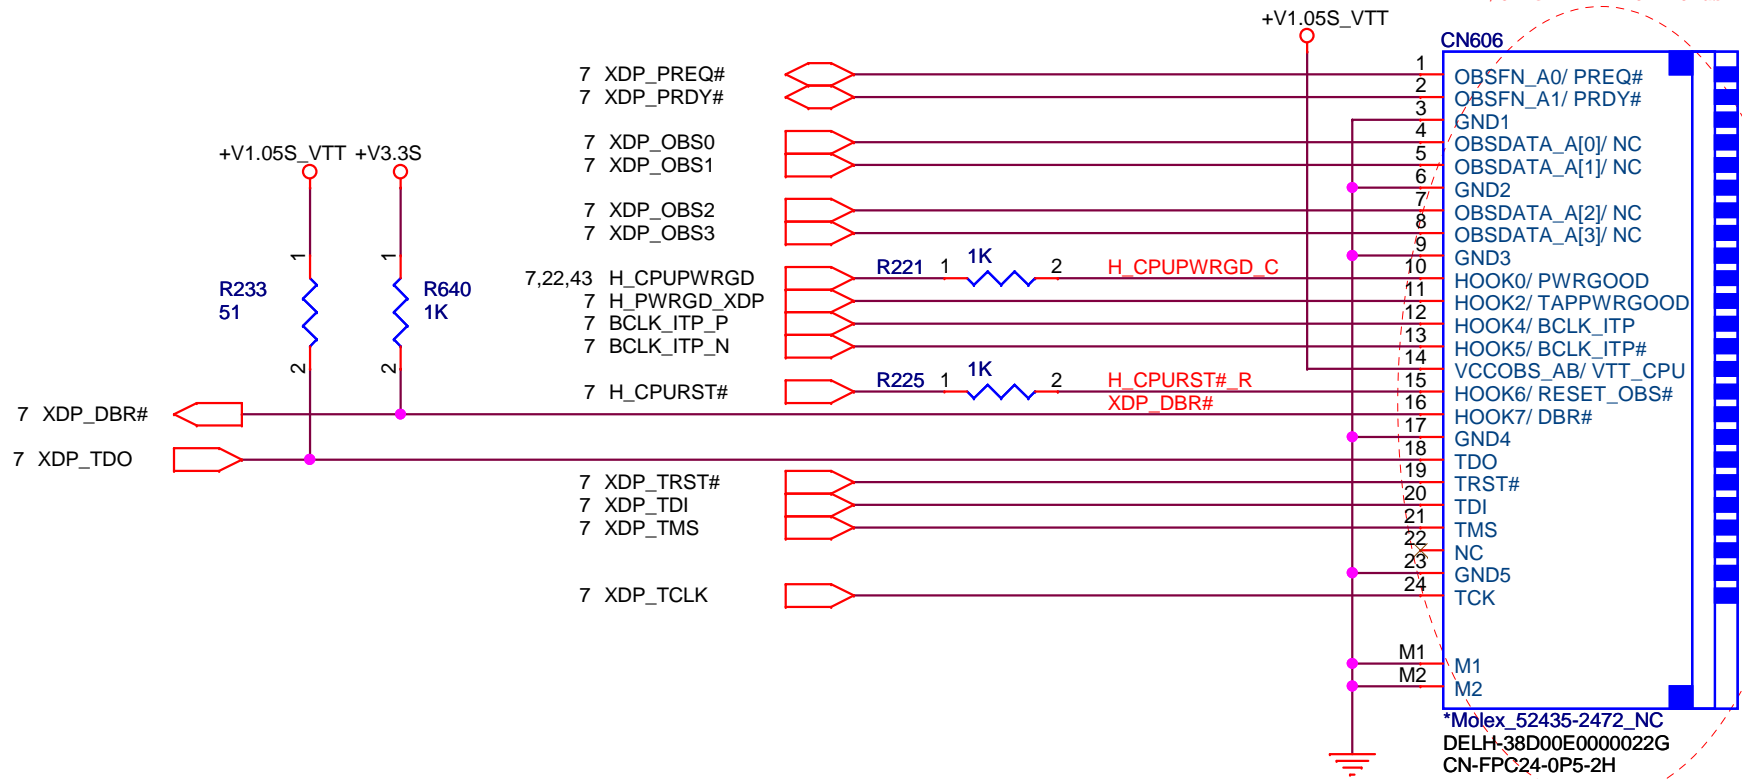 +V1.05S_VTT
CN606
7 XDP_PREQ# 1 OBSFN_A0/ PREQ#
7 XDP_PRDY# 2 OBSFN_A1/ PRDY#
3 GND1
7 XDP_OBS0 4 OBSDATA_A[0]/ NC
7 XDP_OBS1 5 OBSDATA_A[1]/ NC
+V1.05S_VTT +V3.3S
6 GND2
7 XDP_OBS2 7 OBSDATA_A[2]/ NC
7 XDP_OBS3 8 OBSDATA_A[3]/ NC
9 GND3
1 1
7,22,43 H_CPUPWRGD R221 1 1K 2 H_CPUPWRGD_C 10 HOOK0/ PWRGOOD
R233 R640
51 1K
7 H_PWRGD_XDP 11 HOOK2/ TAPPWRGOOD
7 BCLK_ITP_P 12 HOOK4/ BCLK_ITP
7 BCLK_ITP_N 13 HOOK5/ BCLK_ITP#
2 2
14 VCCOBS_AB/ VTT_CPU
7 H_CPURST# R225 1 1K 2 H_CPURST#_R 15 HOOK6/ RESET_OBS#
7 XDP_DBR# XDP_DBR# 16 HOOK7/ DBR#
17 GND4
7 XDP_TDO 18 TDO
7 XDP_TRST# 19 TRST#
7 XDP_TDI 20 TDI
7 XDP_TMS 21 TMS
22 NC
23 GND5
7 XDP_TCLK 24 TCK
M1 M1
M2 M2
*Molex_52435-2472_NC
DELH-38D00E0000022G
CN-FPC24-0P5-2H